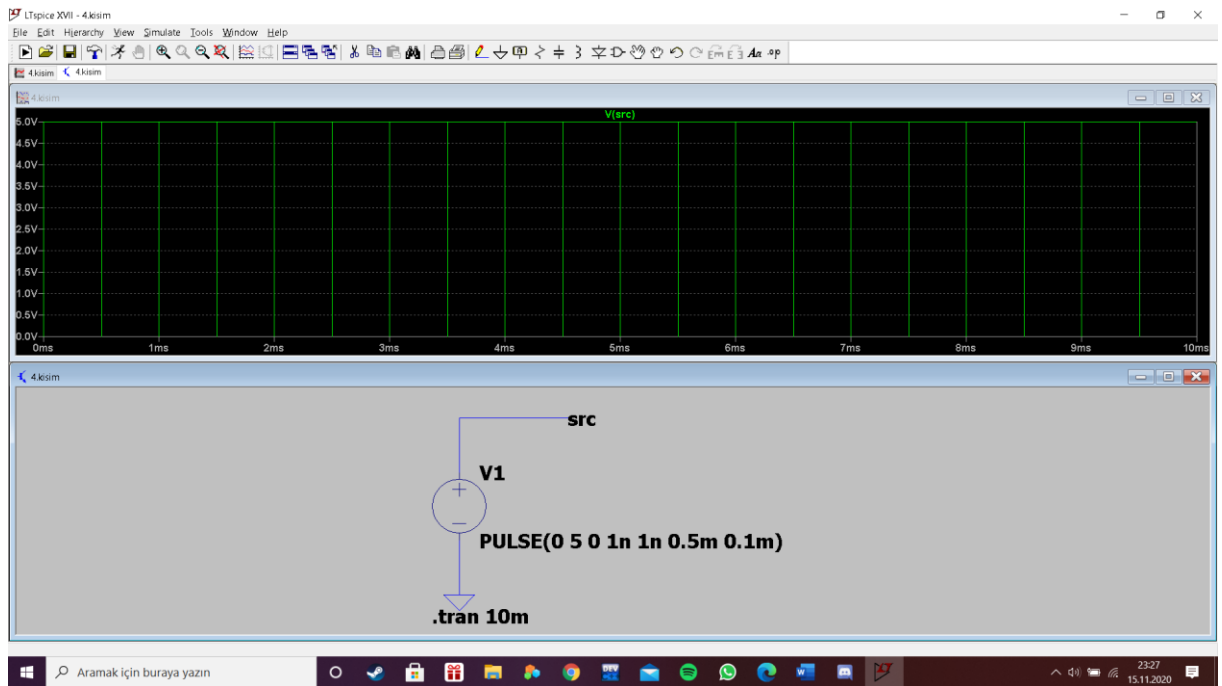 LTspice XVII - 4.kisim
File Edit Hierarchy View Simulate Tools Window Help
4.kisim 4.kisim
4.kisim
V(src)
5.0V
4.5V
4.0V
3.5V
3.0V
2.5V
2.0V
1.5V
1.0V
0.5V
0.0V
0ms 1ms 2ms 3ms 4ms 5ms 6ms 7ms 8ms 9ms 10ms
4.kisim
src
V1
PULSE(0 5 0 1n 1n 0.5m 0.1m)
.tran 10m
Aramak için buraya yazın
23:27
15.11.2020